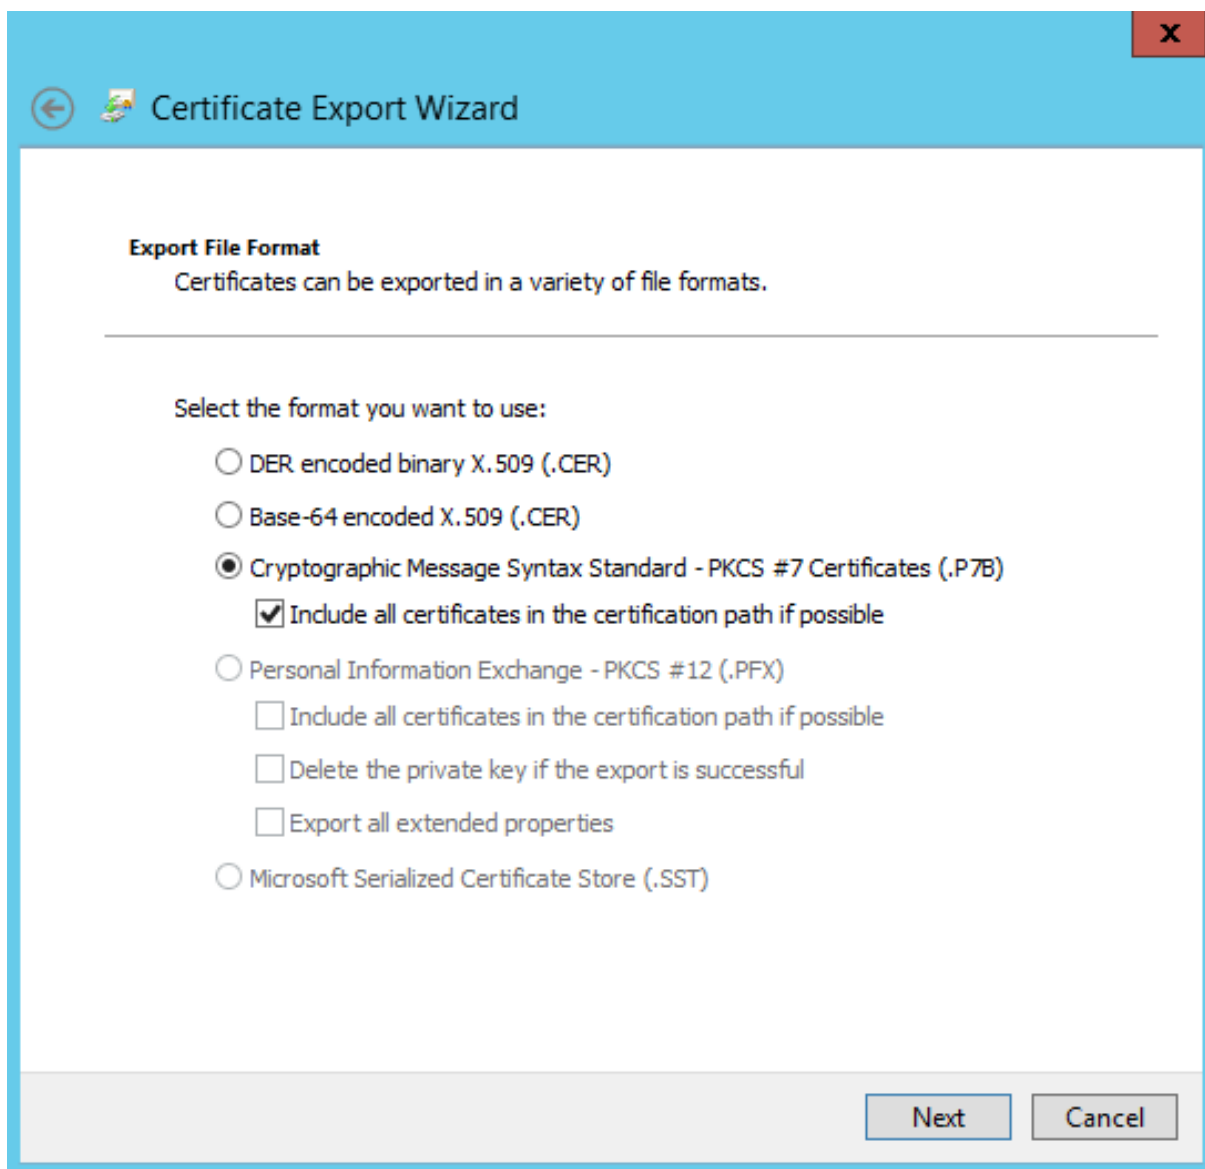 x
Certificate Export Wizard
Export File Format
Certificates can be exported in a variety of file formats.
Select the format you want to use:
DER encoded binary X.509 (.CER)
Base-64 encoded X.509 (.CER)
Cryptographic Message Syntax Standard - PKCS #7 Certificates (.P7B)
Include all certificates in the certification path if possible
Personal Information Exchange - PKCS #12 (.PFX)
Include all certificates in the certification path if possible
Delete the private key if the export is successful
Export all extended properties
Microsoft Serialized Certificate Store (.SST)
Next Cancel